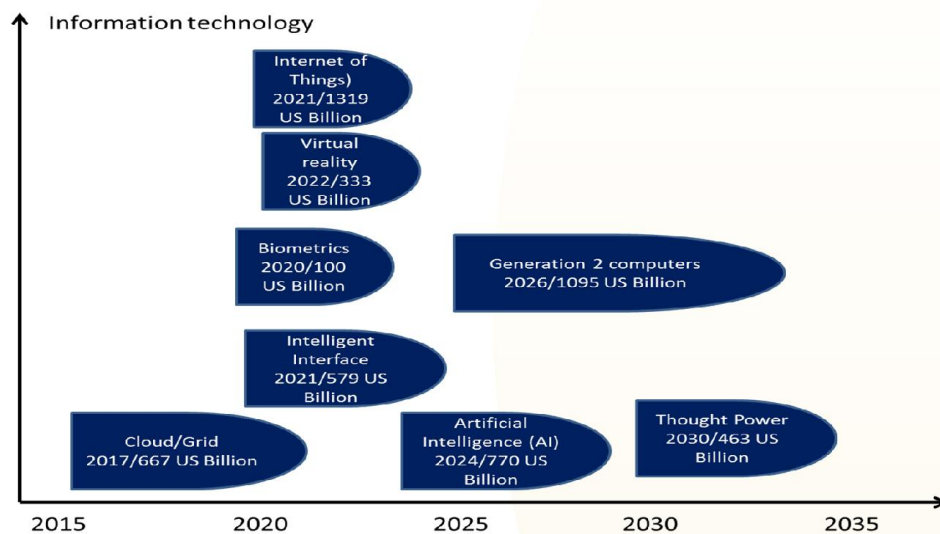 Information technology
Internet of
Things)
2021/1319
US Billion
Virtual
reality
2022/333
US Billion
Biometrics
2020/100
US Billion
Generation 2 computers
2026/1095 US Billion
Intelligent
Interface
2021/579 US
Billion
Cloud/Grid
2017/667 US Billion
Artificial
Intelligence (AI)
2024/770 US
Billion
Thought Power
2030/463 US
Billion
2015
2020
2025
2030
2035